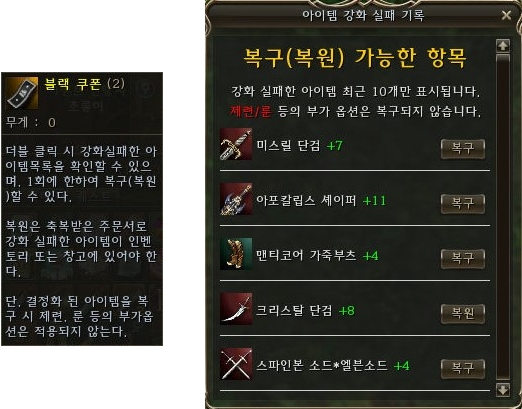 블랙 쿠폰 (2)
무게 : 0
더블 클릭 시 강화실패한 아
이템목록을 확인할 수 있으
며, 1회에 한하여 복구(복원
)할 수 있다.
복원은 축복받은 주문서로
강화 실패한 아이템이 인벤
토리 또는 창고에 있어야 한
다.
단, 결정화 된 아이템을 복
구 시 제련, 룬 등의 부가옵
션은 적용되지 않는다.
아이템 강화 실패 기록
복구(복원) 가능한 항목
강화 실패한 아이템 최근 10개만 표시됩니다.
제련/룬 등의 부가 옵션은 복구되지 않습니다.
미스릴 단검 +7 복구
아포칼립스 셰이퍼 +11 복구
맨티코어 가죽부츠 +4 복구
크리스탈 단검 +8 복원
스파인본 소드*엘븐소드 +4 복구